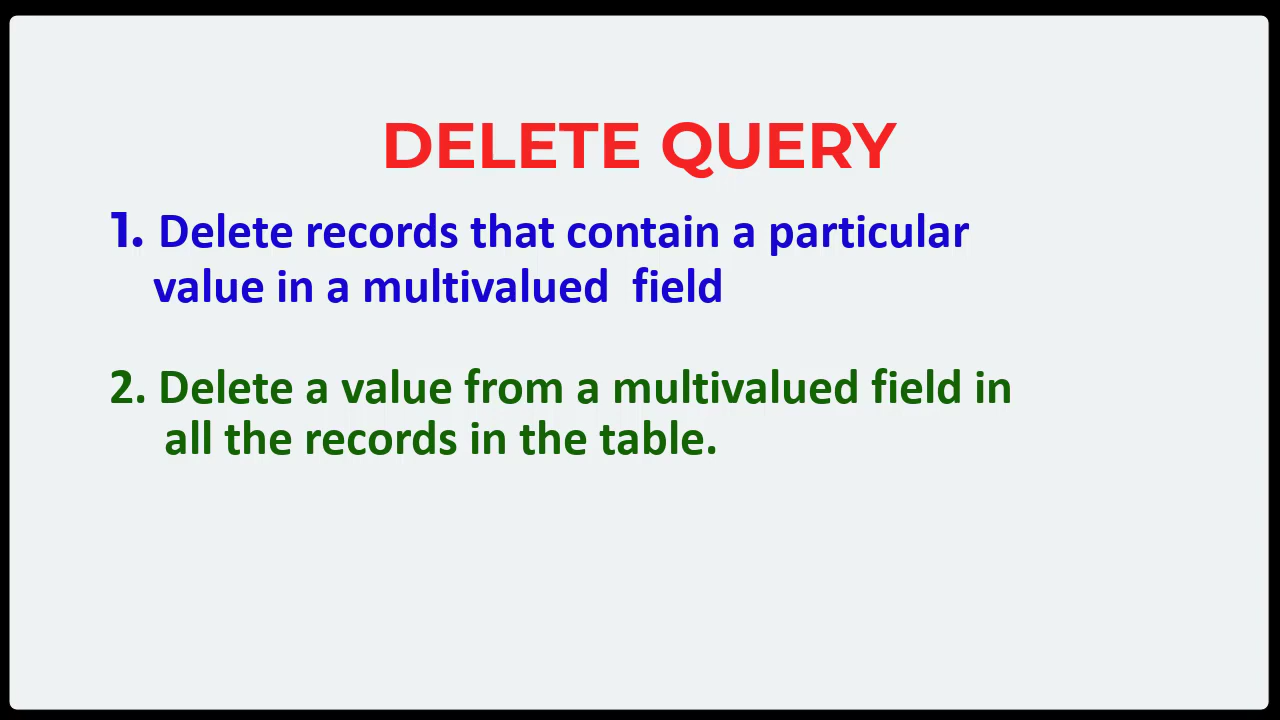 DELETE QUERY
1. Delete records that contain a particular
value in a multivalued field
2. Delete a value from a multivalued field in
all the records in the table.